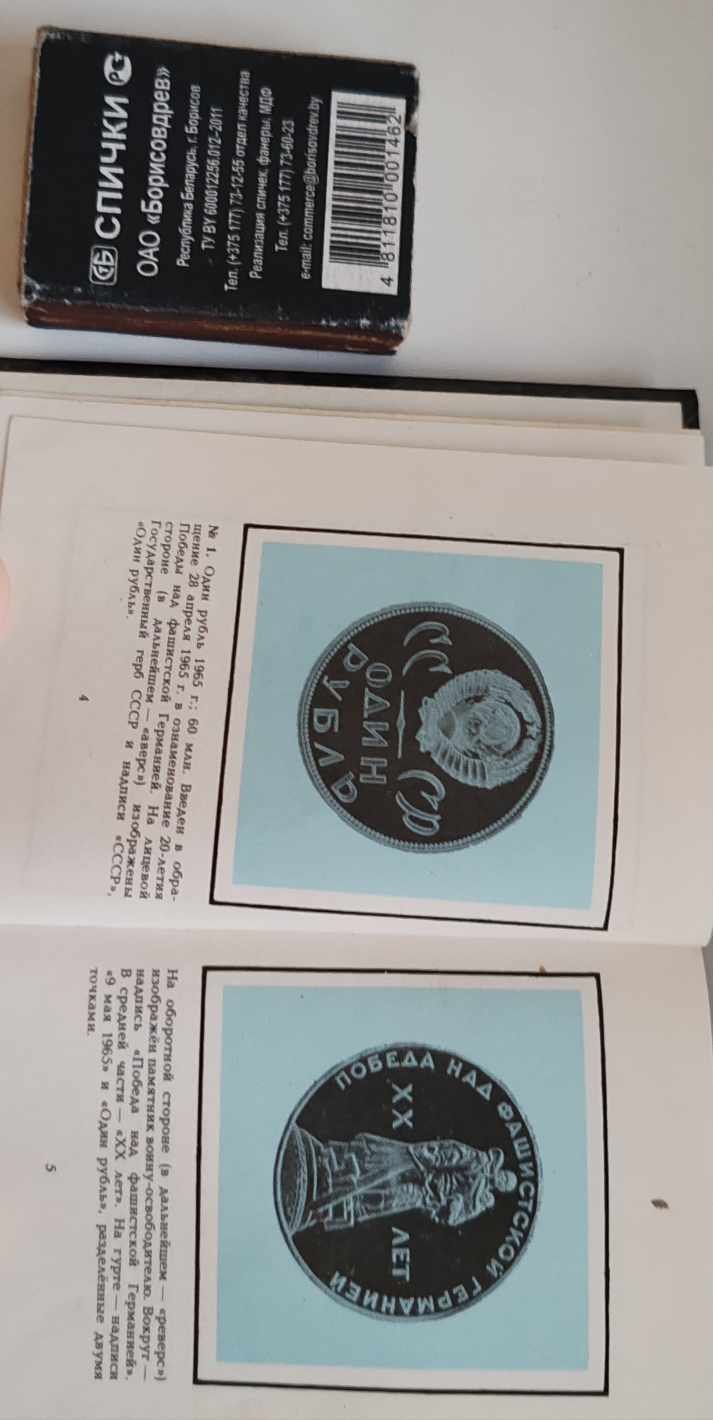 СПИЧКИ
ОАО «Борисовдрев»
Республика Беларусь, г. Борисов
ТУ BY 600012256.012-2011
Тел. (+375 177) 73-12-55 отдел качества
Реализация спичек, фанеры, МДФ
Тел. (+375 177) 73-60-23
e-mail: commerce@borisovdrev.by
4 811810 001462
СССР
ОДИН
РУБЛЬ
№ 1. Один рубль 1965 г.; 60 млн. Введен в обра-
щение 28 апреля 1965 г. в ознаменование 20-летия
Победы над фашистской Германией. На лицевой
стороне (в дальнейшем — «аверс») изображены
Государственный герб СССР и надписи «СССР»,
«Один рубль».
4
ПОБЕДА НАД ФАШИСТСКОЙ ГЕРМАНИЕЙ
XX ЛЕТ
На оборотной стороне (в дальнейшем — «реверс»)
изображён памятник воину-освободителю. Вокруг —
надпись «Победа над фашистской Германией».
В средней части — «XX лет». На гурте — надписи
«9 мая 1965» и «Один рубль», разделённые двумя
точками.
5